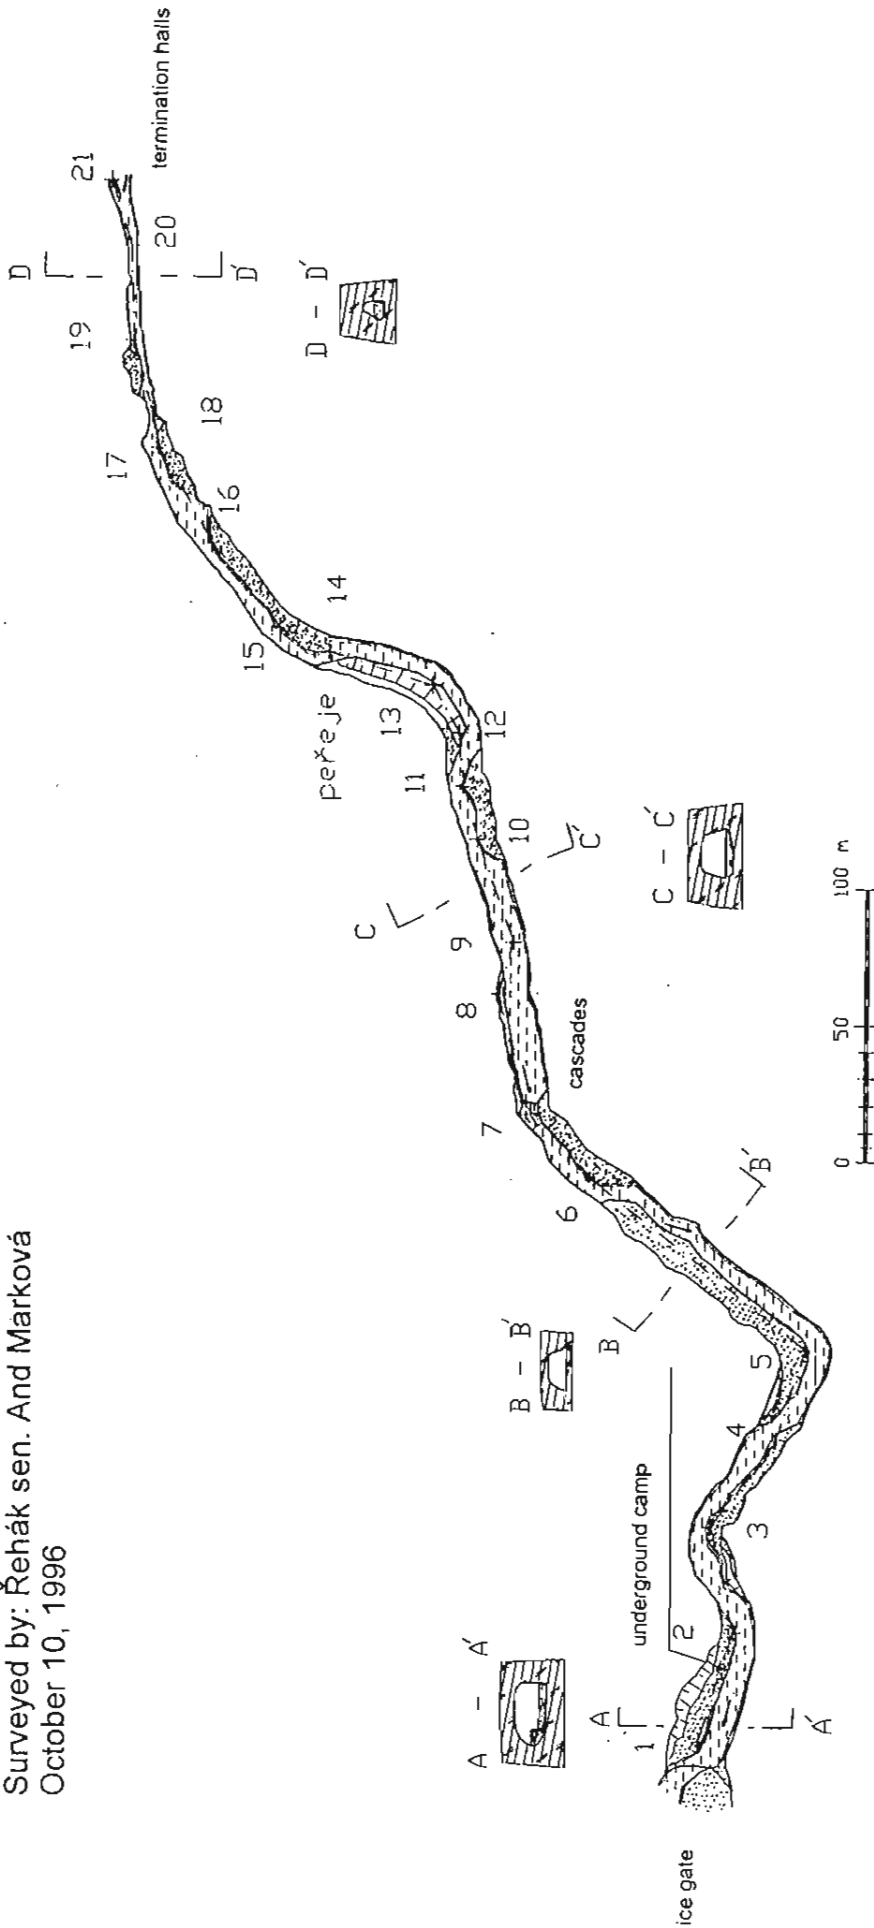 Surveyed by: Řehák sen. And Marková
October 10, 1996
ice gate
1
A
A´
A - A´
2
underground camp
3
4
5
B
B´
B - B´
6
7
cascades
8
9
C
C´
C - C´
10
11
12
13
peřeje
14
15
16
17
18
19
D
D´
D - D´
20
21
termination halls
0 50 100 m